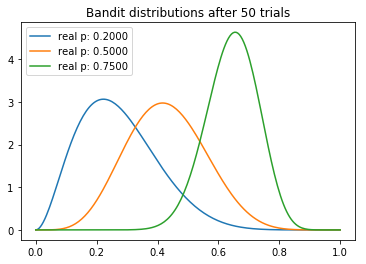 Bandit distributions after 50 trials
real p: 0.2000
real p: 0.5000
real p: 0.7500
4
3
2
1
0
0.0 0.2 0.4 0.6 0.8 1.0